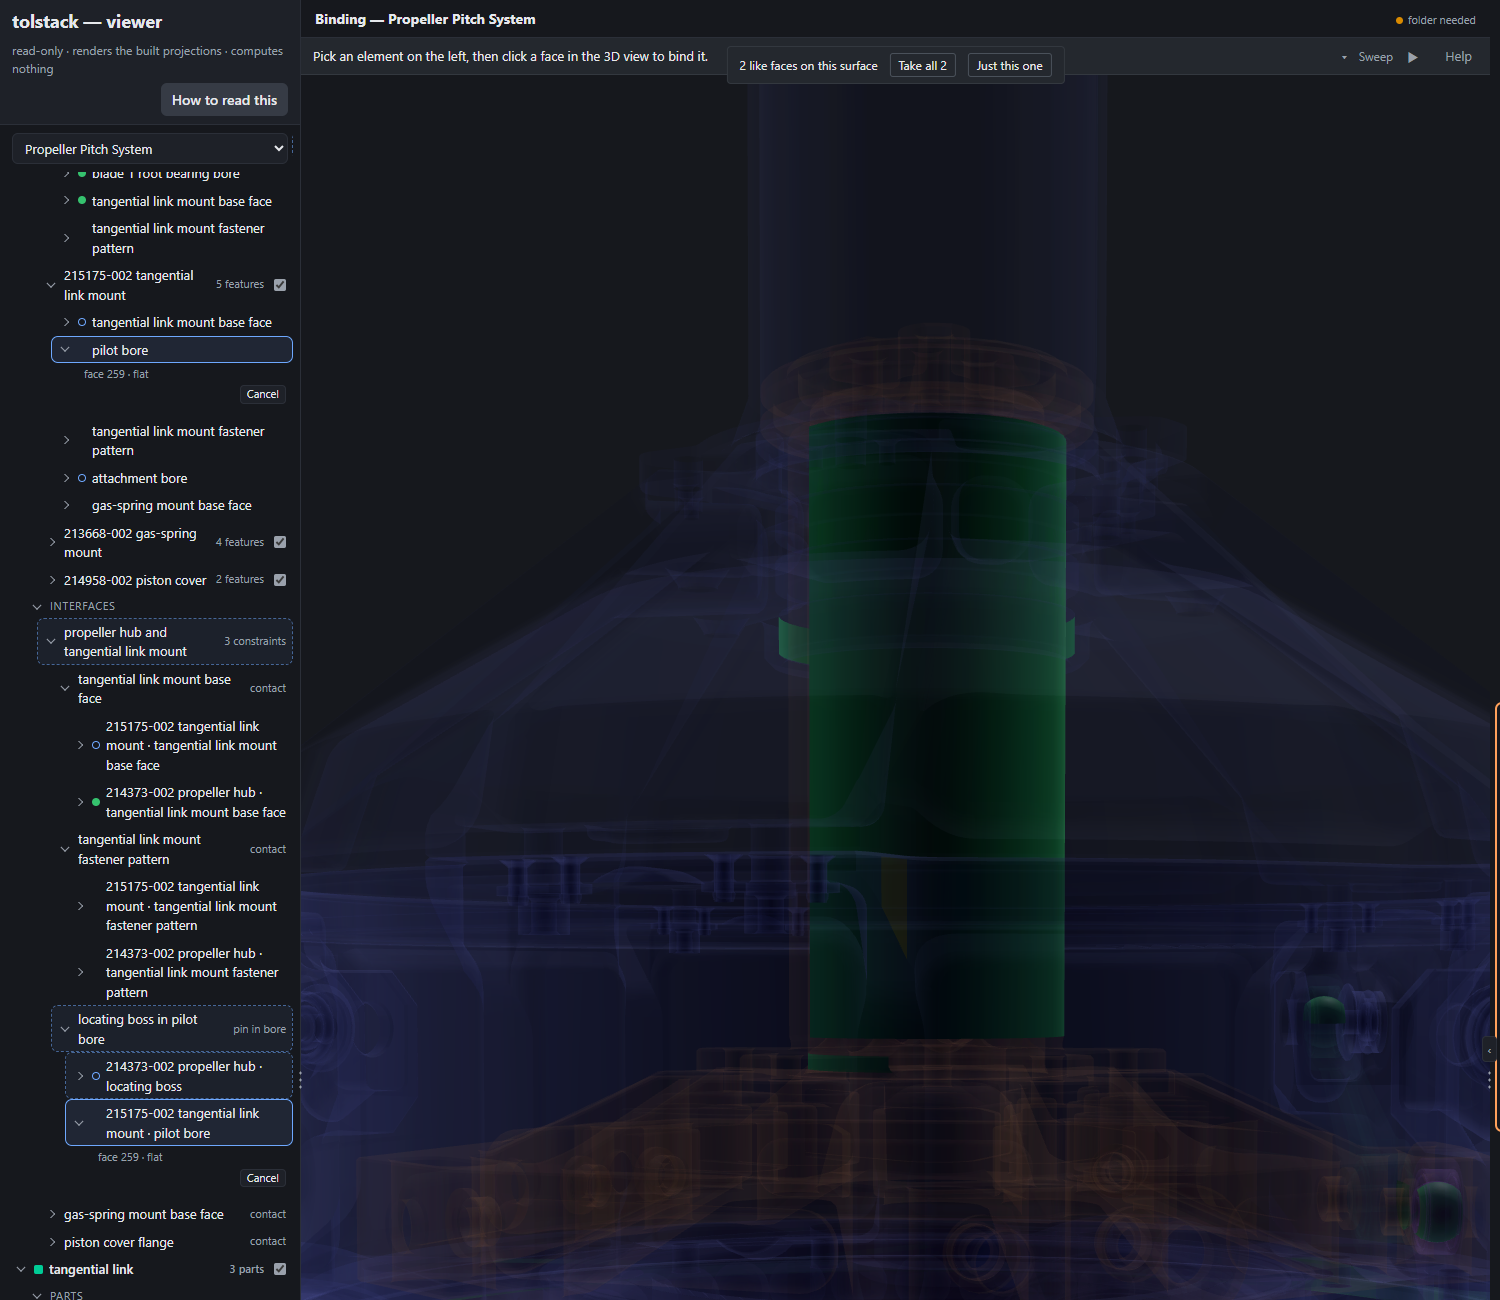 tolstack — viewer
read-only · renders the built projections · computes
nothing
How to read this
Propeller Pitch System
blade 1 root bearing bore
tangential link mount base face
tangential link mount fastener
pattern
215175-002 tangential
link mount
5 features
tangential link mount base face
pilot bore
face 259 · flat
Cancel
tangential link mount fastener
pattern
attachment bore
gas-spring mount base face
213668-002 gas-spring
mount
4 features
214958-002 piston cover
2 features
INTERFACES
propeller hub and
tangential link mount
3 constraints
tangential link mount base
face
contact
215175-002 tangential link
mount · tangential link mount
base face
214373-002 propeller hub ·
tangential link mount base face
tangential link mount
fastener pattern
contact
215175-002 tangential link
mount · tangential link mount
fastener pattern
214373-002 propeller hub ·
tangential link mount fastener
pattern
locating boss in pilot
bore
pin in bore
214373-002 propeller hub ·
locating boss
215175-002 tangential link
mount · pilot bore
face 259 · flat
Cancel
gas-spring mount base face
contact
piston cover flange
contact
tangential link
3 parts
PARTS
Binding — Propeller Pitch System
folder needed
Pick an element on the left, then click a face in the 3D view to bind it.
2 like faces on this surface
Take all 2
Just this one
Sweep
Help